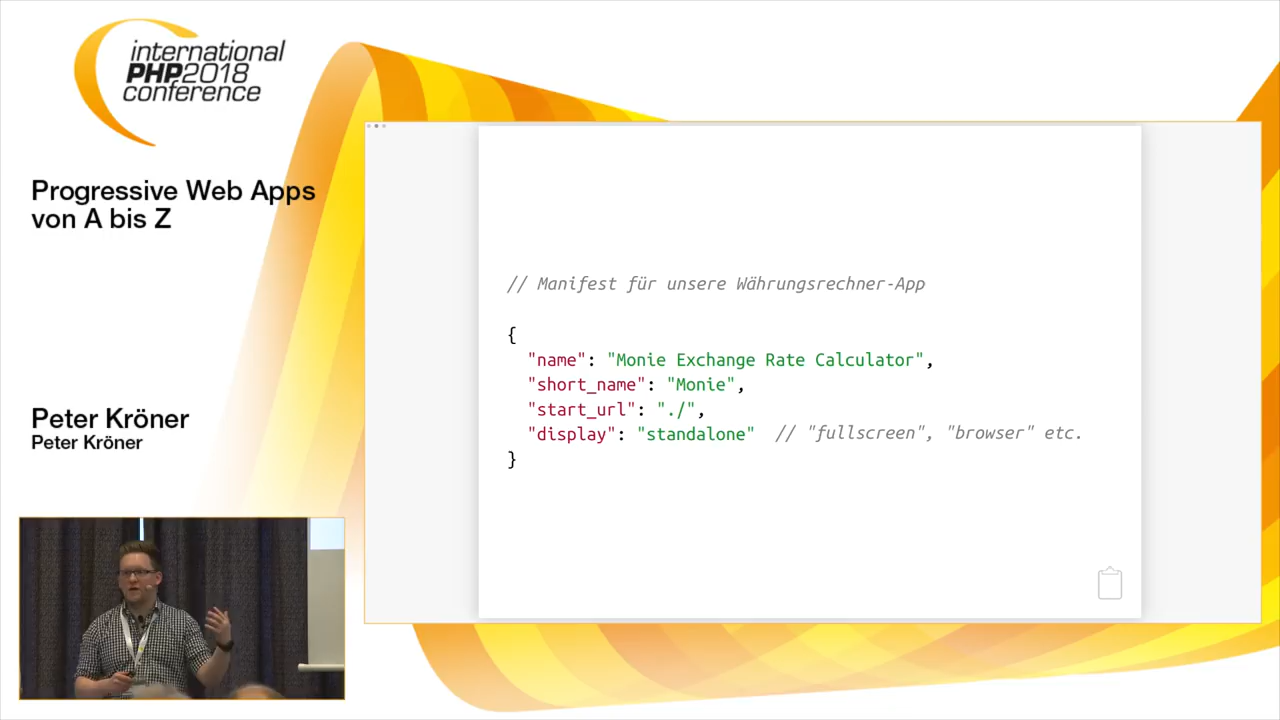 international
PHP2018
conference
Progressive Web Apps
von A bis Z
Peter Kröner
Peter Kröner
// Manifest für unsere Währungsrechner-App
{
"name": "Monie Exchange Rate Calculator",
"short_name": "Monie",
"start_url": "./",
"display": "standalone" // "fullscreen", "browser" etc.
}